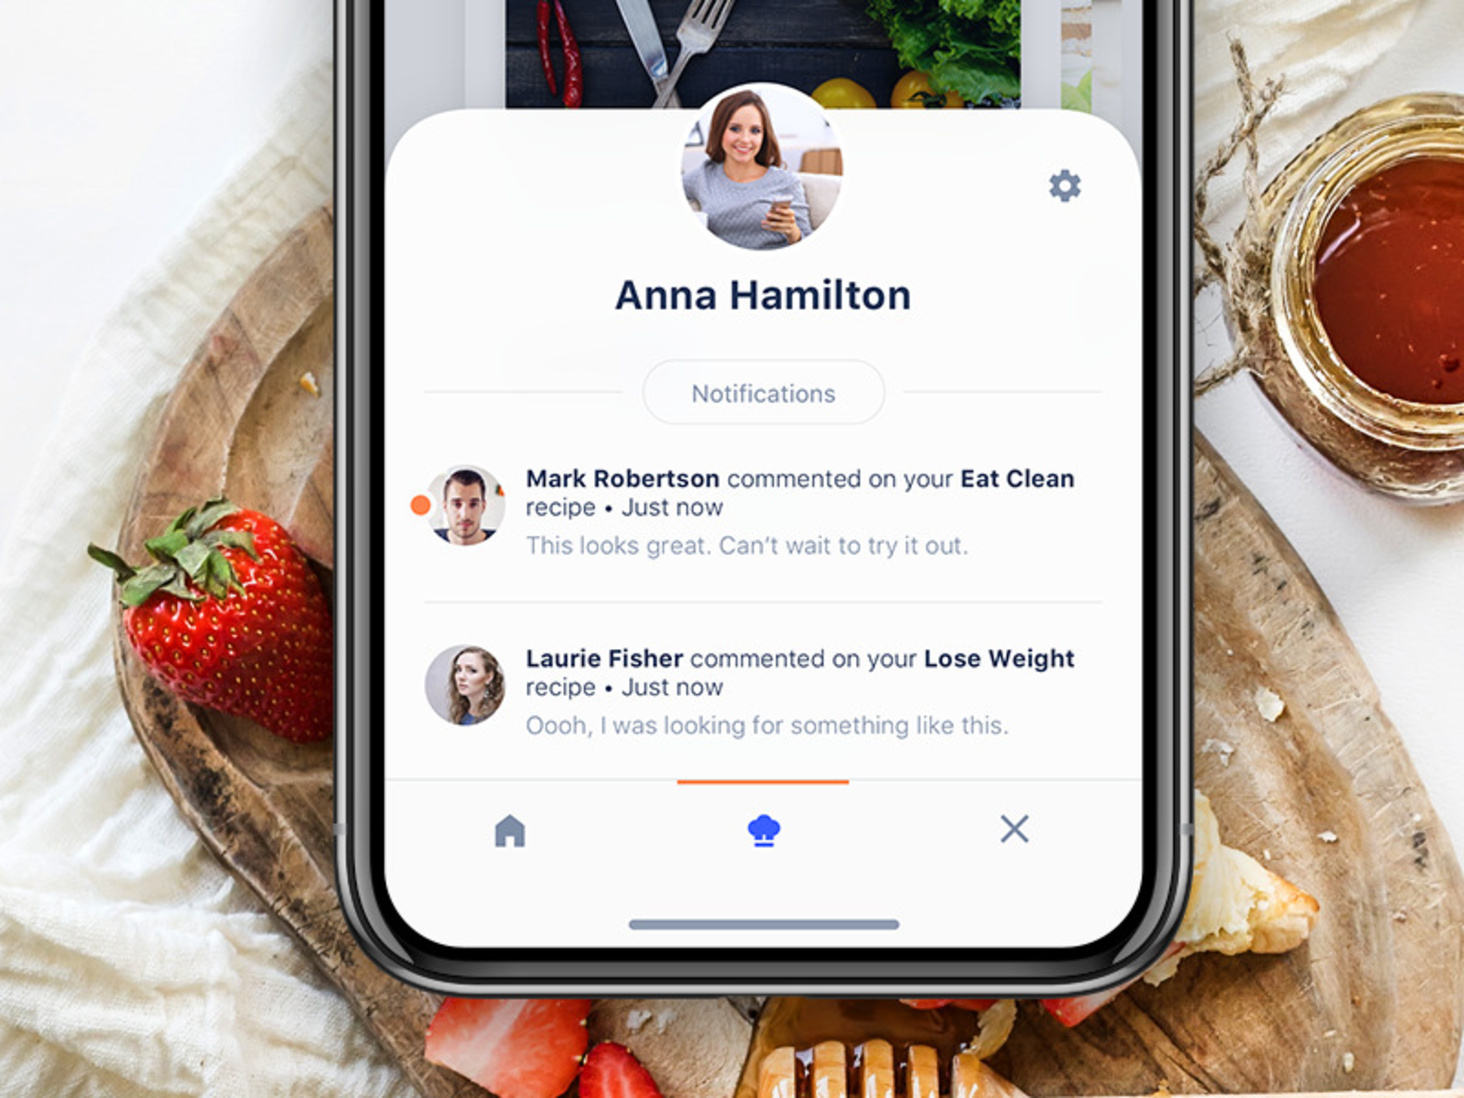 Anna Hamilton
Notifications
Mark Robertson commented on your Eat Clean
recipe • Just now
This looks great. Can't wait to try it out.
Laurie Fisher commented on your Lose Weight
recipe • Just now
Oooh, I was looking for something like this.